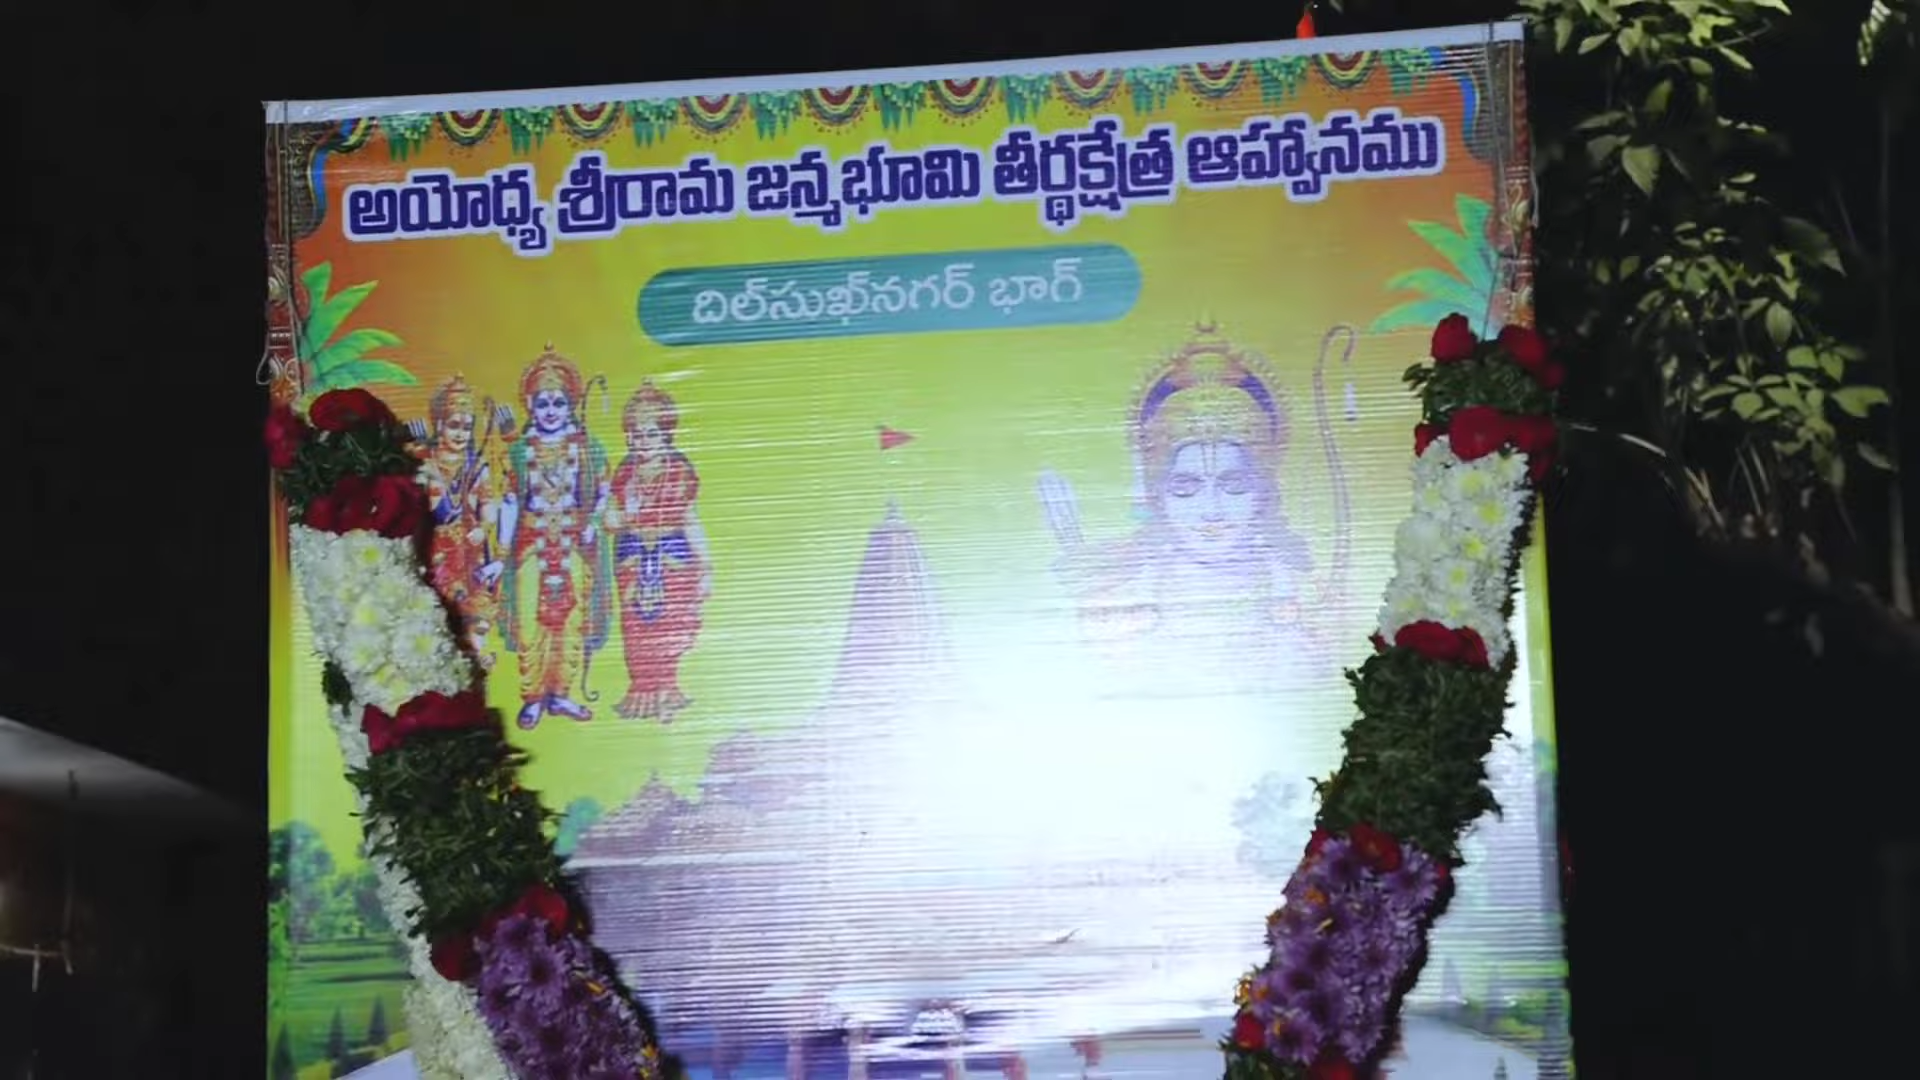 అయోధ్య శ్రీరామ జన్మభూమి తీర్థక్షేత్ర ఆహ్వానము
దిల్‌సుఖ్‌నగర్ భాగ్